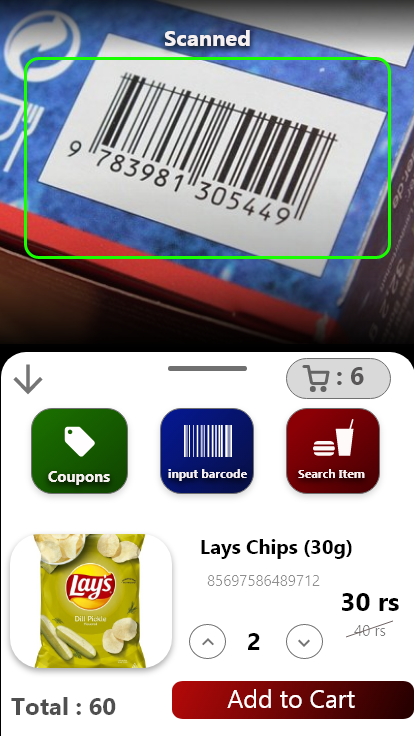 Scanned
9 783981 305449
: 6
Coupons
input barcode
Search Item
Lay's
Dill Pickle
Lays Chips (30g)
85697586489712
30 rs
40 rs
2
Total : 60
Add to Cart